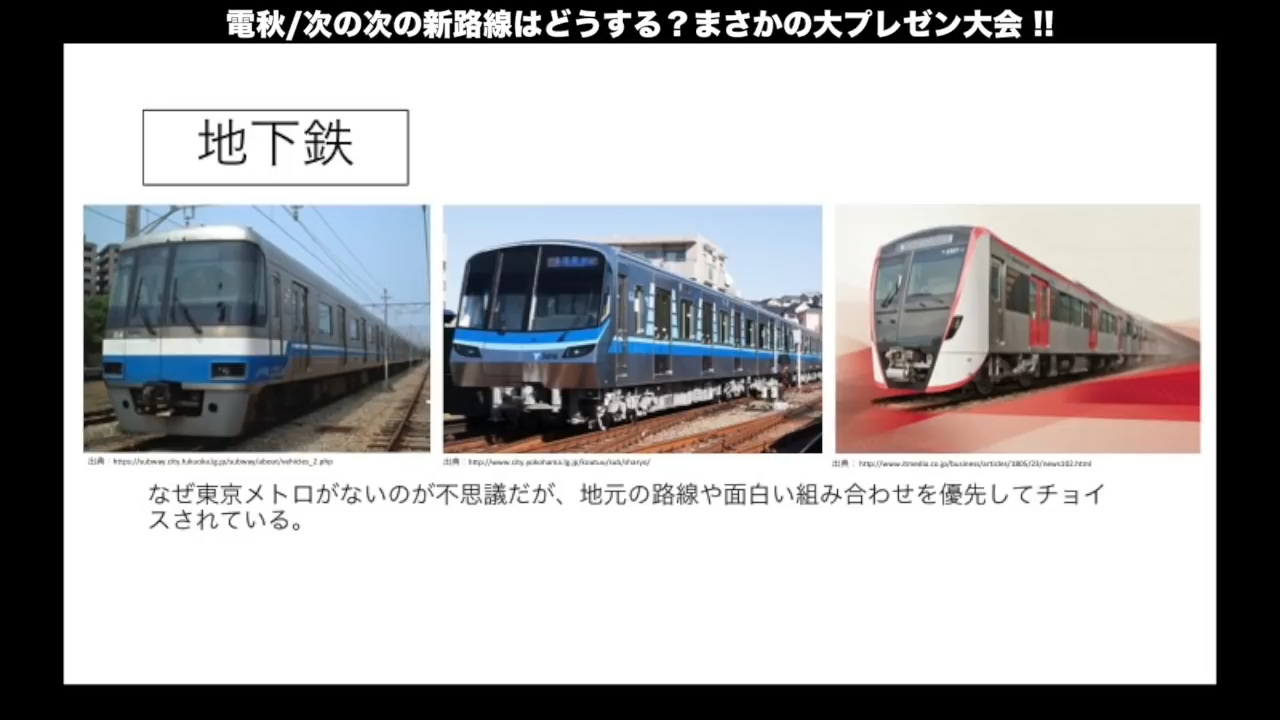 電秋/次の次の新路線はどうする？まさかの大プレゼン大会 !!
地下鉄
出典：https://subway.city.fukuoka.lg.jp/subway/about/vehicles_2.php
出典：http://www.city.yokohama.lg.jp/koutuu/sub/sharyo/
出典：http://www.itmedia.co.jp/business/articles/1805/23/news102.html
なぜ東京メトロがないのが不思議だが、地元の路線や面白い組み合わせを優先してチョイ
スされている。